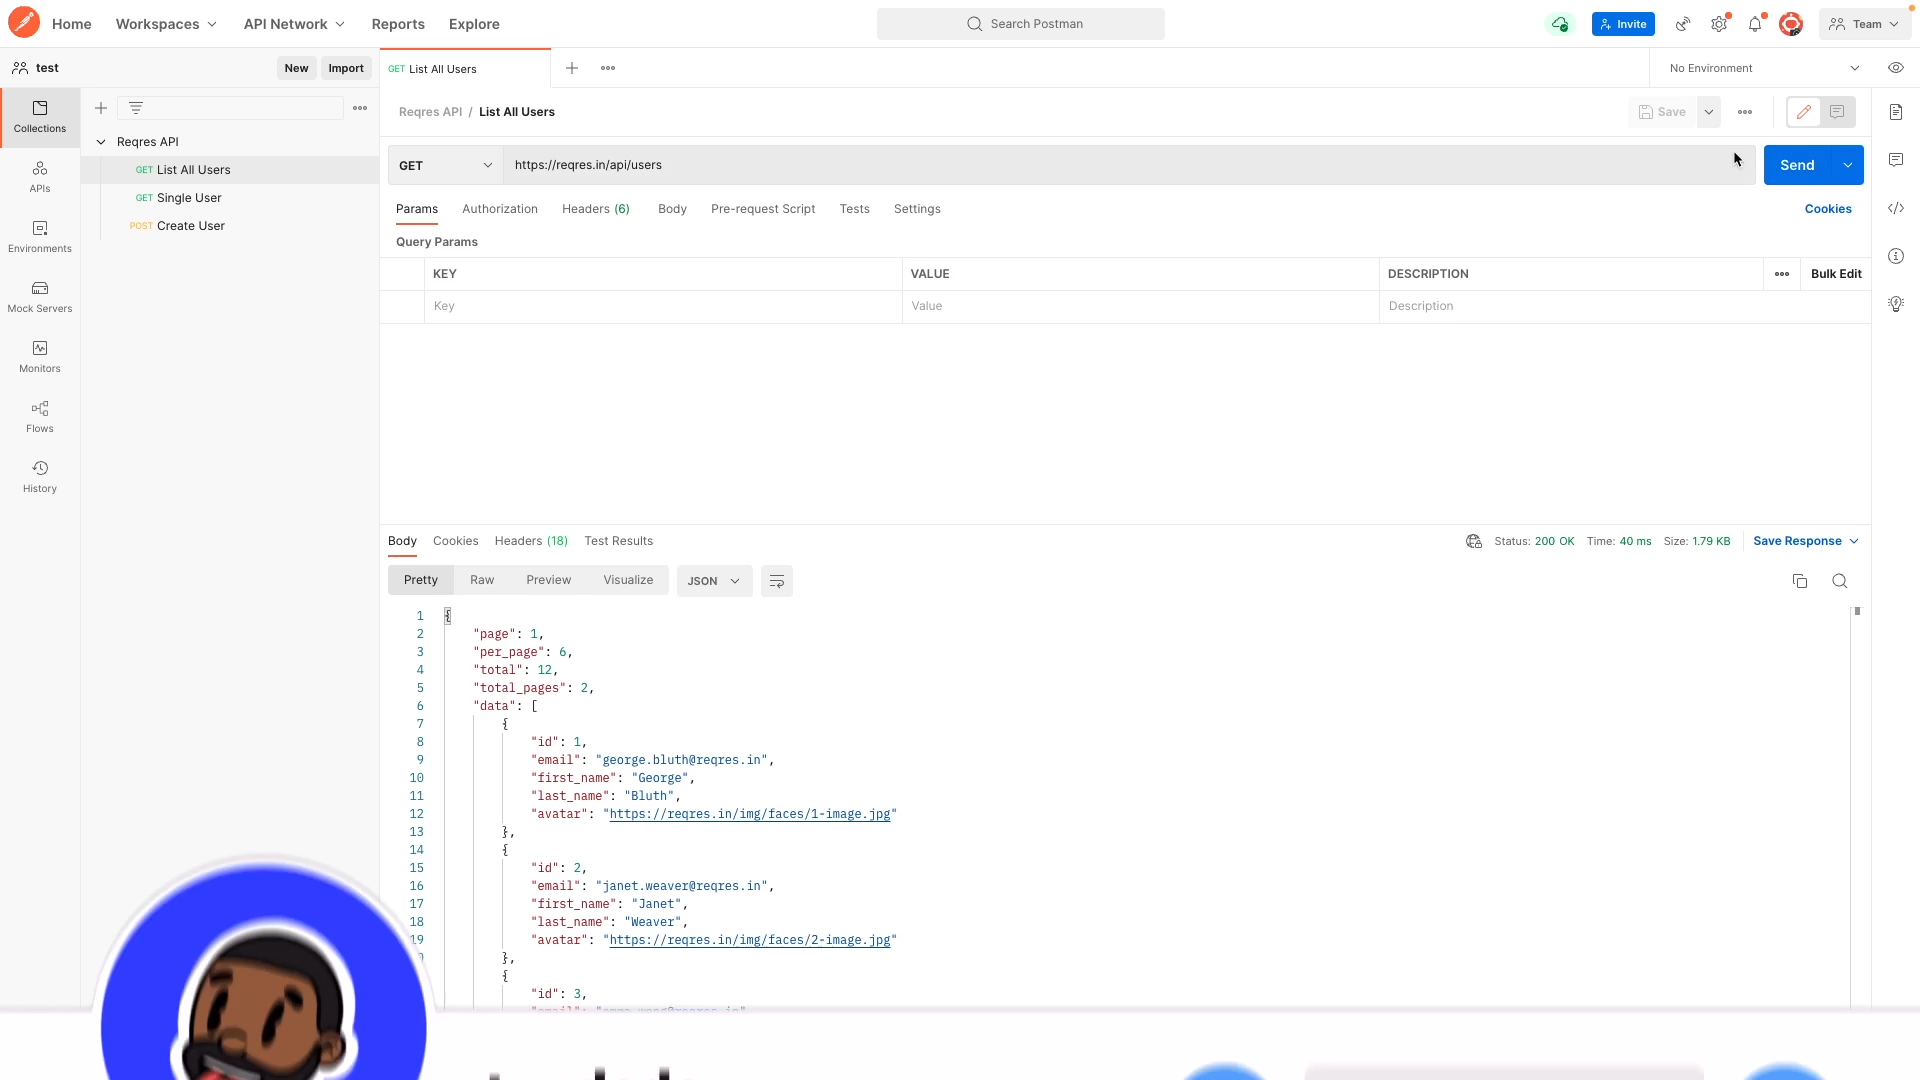 Home
Workspaces
API Network
Reports
Explore
Search Postman
Invite
Team
test
New
Import
GET List All Users
No Environment
Collections
APIs
Environments
Mock Servers
Monitors
Flows
History
Reqres API
GET List All Users
GET Single User
POST Create User
Reqres API / List All Users
Save
GET
https://reqres.in/api/users
Send
Params
Authorization
Headers (6)
Body
Pre-request Script
Tests
Settings
Cookies
Query Params
KEY
VALUE
DESCRIPTION
Bulk Edit
Key
Value
Description
Body
Cookies
Headers (18)
Test Results
Status: 200 OK
Time: 40 ms
Size: 1.79 KB
Save Response
Pretty
Raw
Preview
Visualize
JSON
1 {
2 "page": 1,
3 "per_page": 6,
4 "total": 12,
5 "total_pages": 2,
6 "data": [
7 {
8 "id": 1,
9 "email": "george.bluth@reqres.in",
10 "first_name": "George",
11 "last_name": "Bluth",
12 "avatar": "https://reqres.in/img/faces/1-image.jpg"
13 },
14 {
15 "id": 2,
16 "email": "janet.weaver@reqres.in",
17 "first_name": "Janet",
18 "last_name": "Weaver",
19 "avatar": "https://reqres.in/img/faces/2-image.jpg"
},
{
"id": 3,